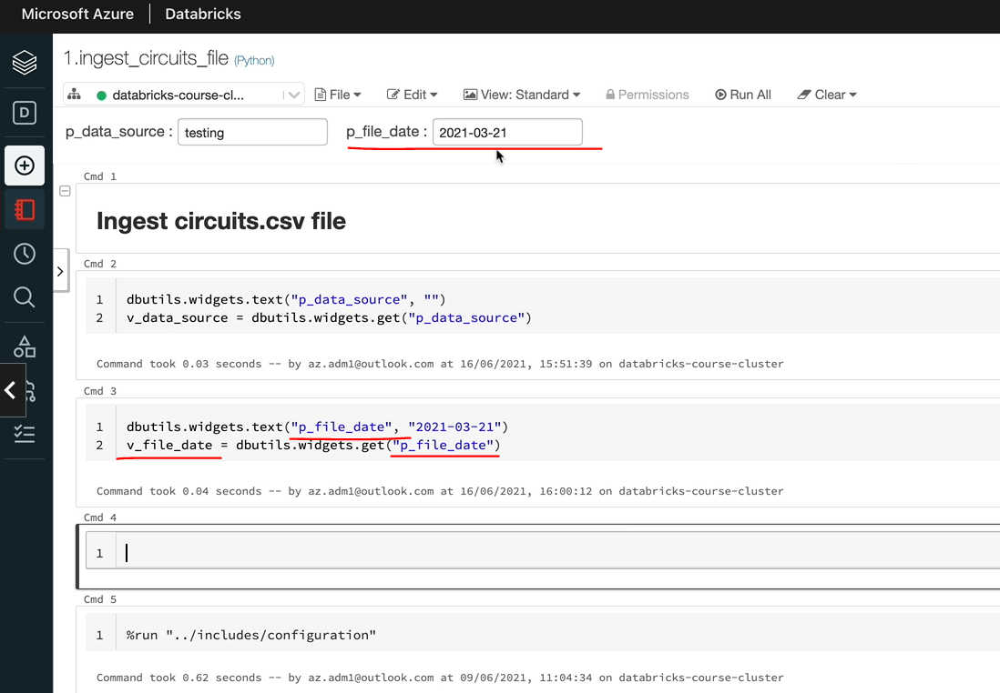 Microsoft Azure | Databricks
1.ingest_circuits_file (Python)
databricks-course-cl... File Edit View: Standard Permissions Run All Clear
p_data_source : testing p_file_date : 2021-03-21
Cmd 1
Ingest circuits.csv file
Cmd 2
1 dbutils.widgets.text("p_data_source", "")
2 v_data_source = dbutils.widgets.get("p_data_source")
Command took 0.03 seconds -- by az.adm1@outlook.com at 16/06/2021, 15:51:39 on databricks-course-cluster
Cmd 3
1 dbutils.widgets.text("p_file_date", "2021-03-21")
2 v_file_date = dbutils.widgets.get("p_file_date")
Command took 0.04 seconds -- by az.adm1@outlook.com at 16/06/2021, 16:00:12 on databricks-course-cluster
Cmd 4
1
Cmd 5
1 %run "../includes/configuration"
Command took 0.62 seconds -- by az.adm1@outlook.com at 09/06/2021, 11:04:34 on databricks-course-cluster
D